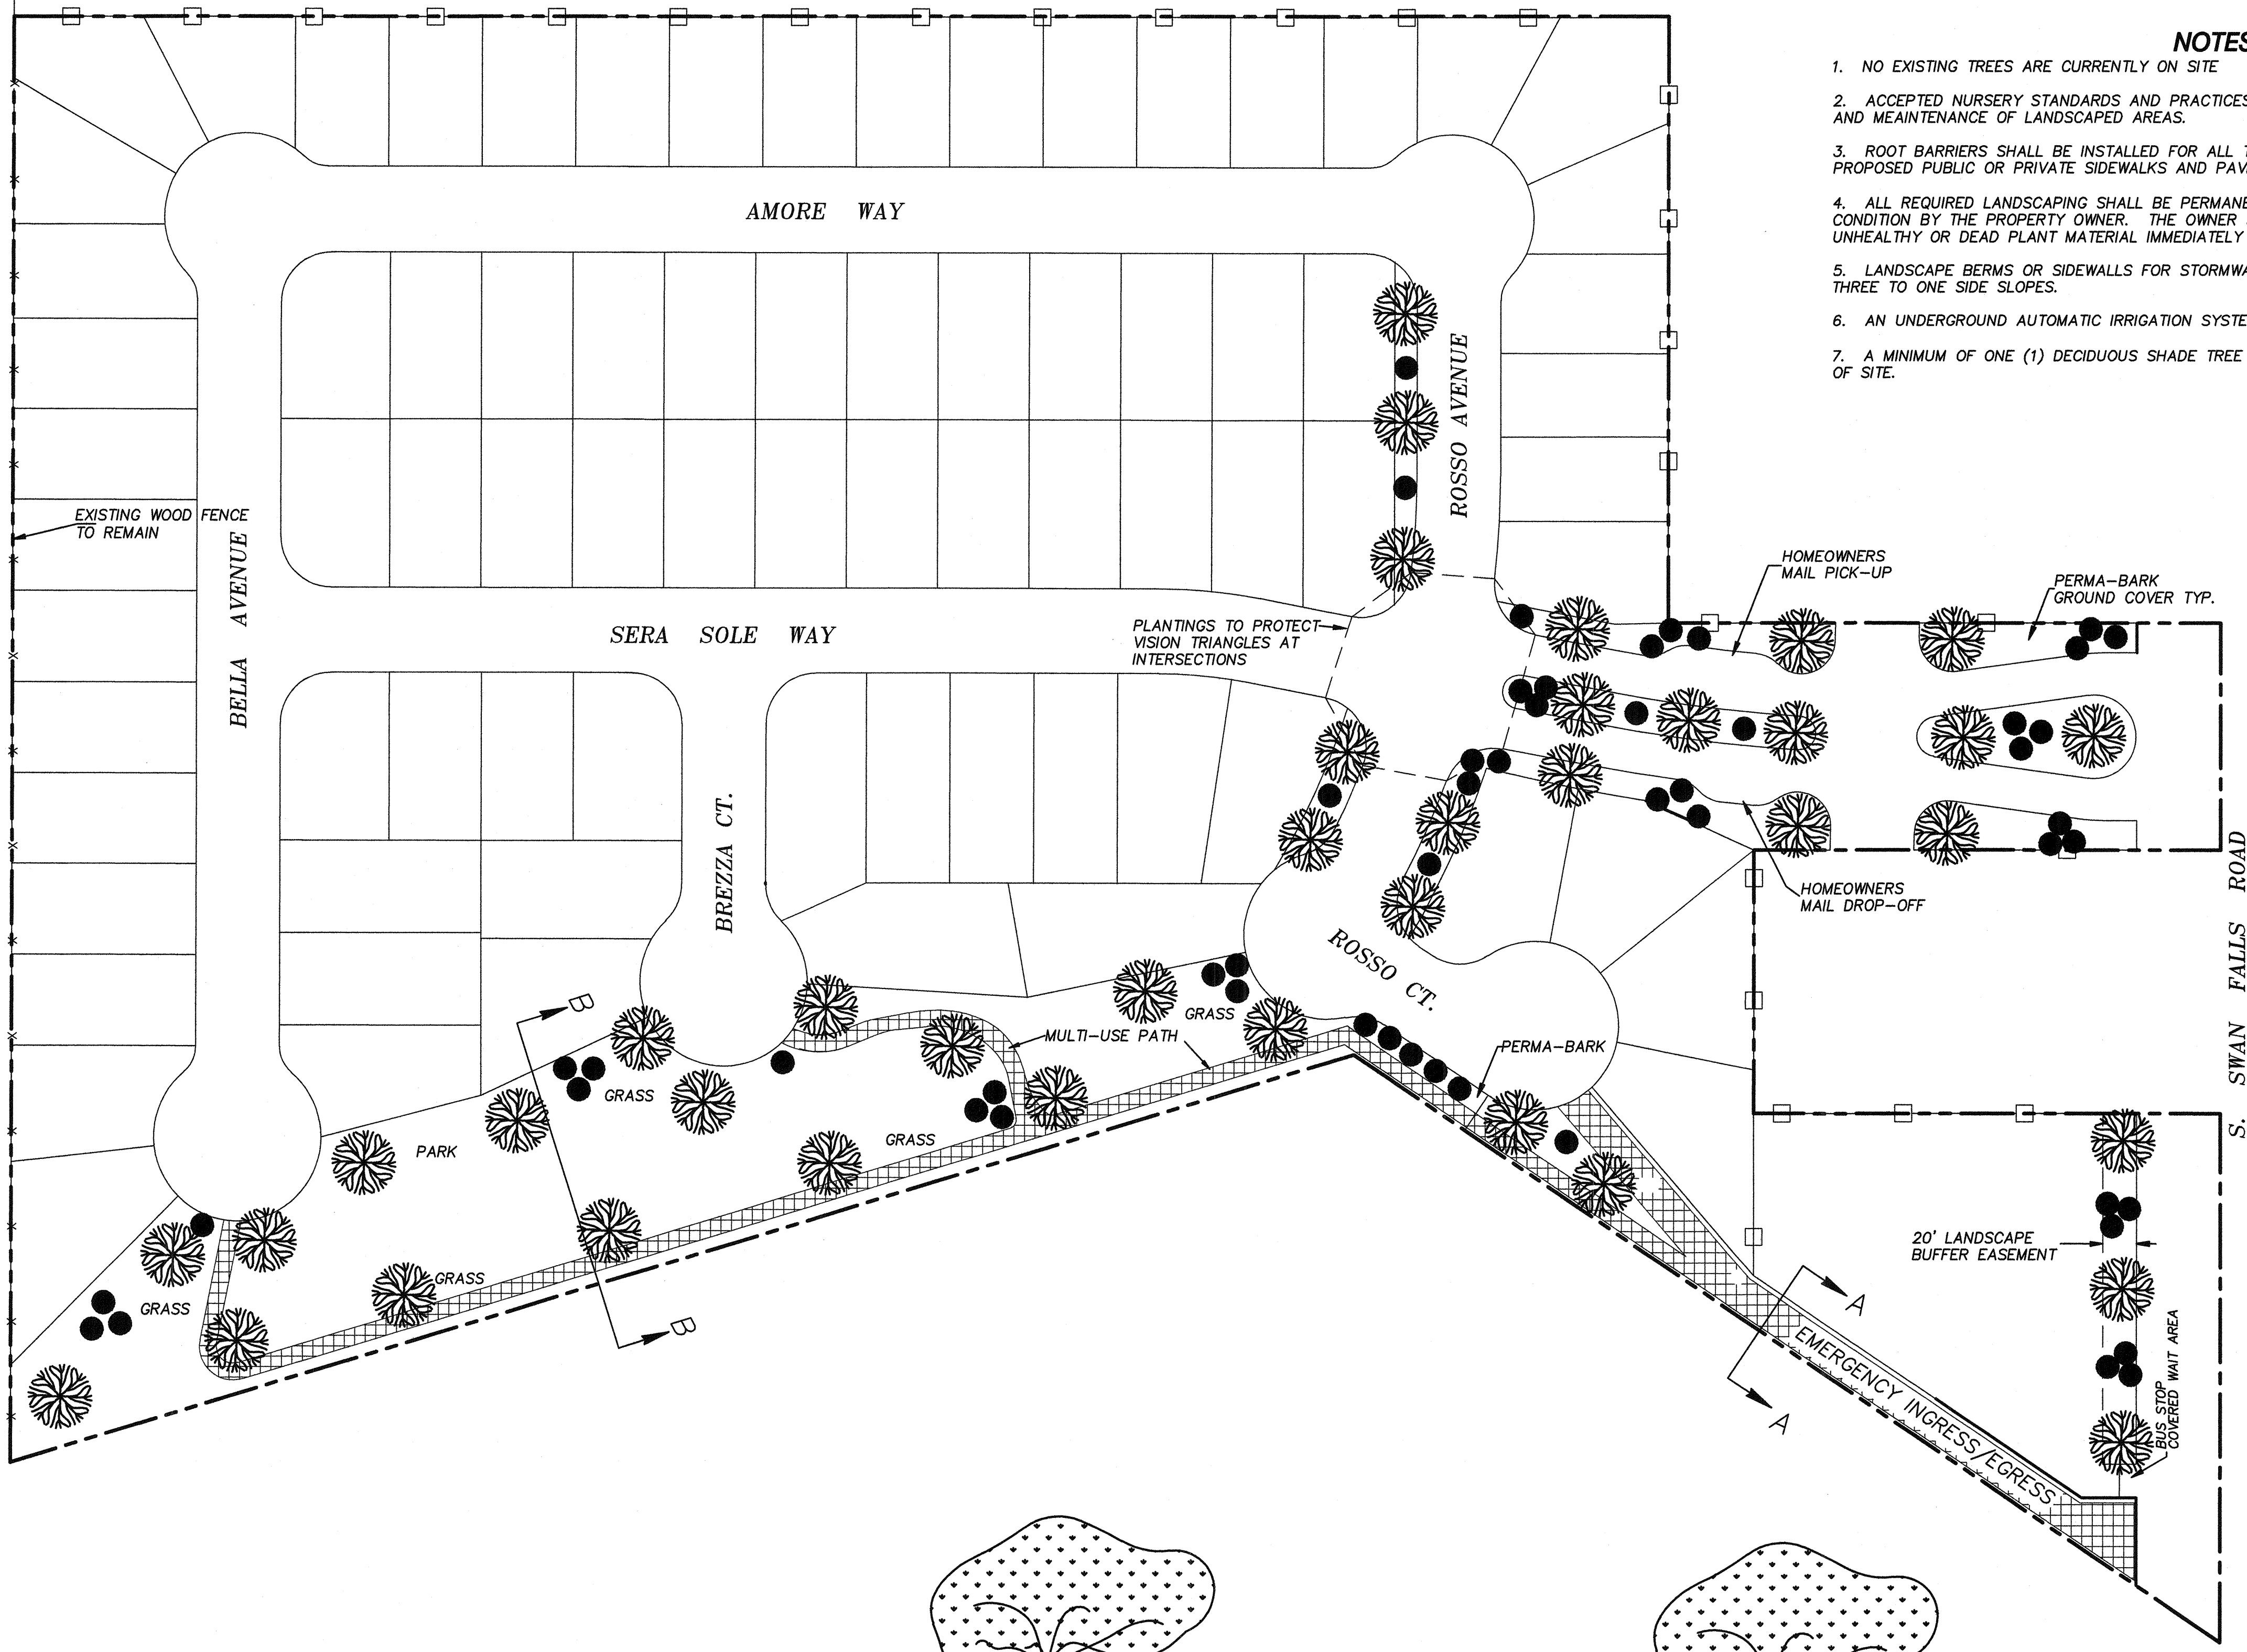 NOTES
1. NO EXISTING TREES ARE CURRENTLY ON SITE
2. ACCEPTED NURSERY STANDARDS AND PRACTICES
AND MEAINTENANCE OF LANDSCAPED AREAS.
3. ROOT BARRIERS SHALL BE INSTALLED FOR ALL
PROPOSED PUBLIC OR PRIVATE SIDEWALKS AND
4. ALL REQUIRED LANDSCAPING SHALL BE
CONDITION BY THE PROPERTY OWNER. THE OWNER
UNHEALTHY OR DEAD PLANT MATERIAL IMMEDIATELY
5. LANDSCAPE BERMS OR SIDEWALLS FOR
THREE TO ONE SIDE SLOPES.
6. AN UNDERGROUND AUTOMATIC IRRIGATION
7. A MINIMUM OF ONE (1) DECIDUOUS SHADE TREE
OF SITE.
AMORE WAY
ROSSO AVENUE
EXISTING WOOD FENCE
TO REMAIN
BELLA AVENUE
HOMEOWNERS
MAIL PICK-UP
PERMA-BARK
GROUND COVER TYP.
SERA SOLE WAY
PLANTINGS TO PROTECT
VISION TRIANGLES AT
INTERSECTIONS
BREZZA CT.
HOMEOWNERS
MAIL DROP-OFF
S. SWAN FALLS ROAD
ROSSO CT.
B
GRASS
MULTI-USE PATH
PERMA-BARK
GRASS
GRASS
PARK
20' LANDSCAPE
BUFFER EASEMENT
GRASS
GRASS
A
B
A
EMERGENCY INGRESS/EGRESS
BUS STOP
COVERED WAIT AREA